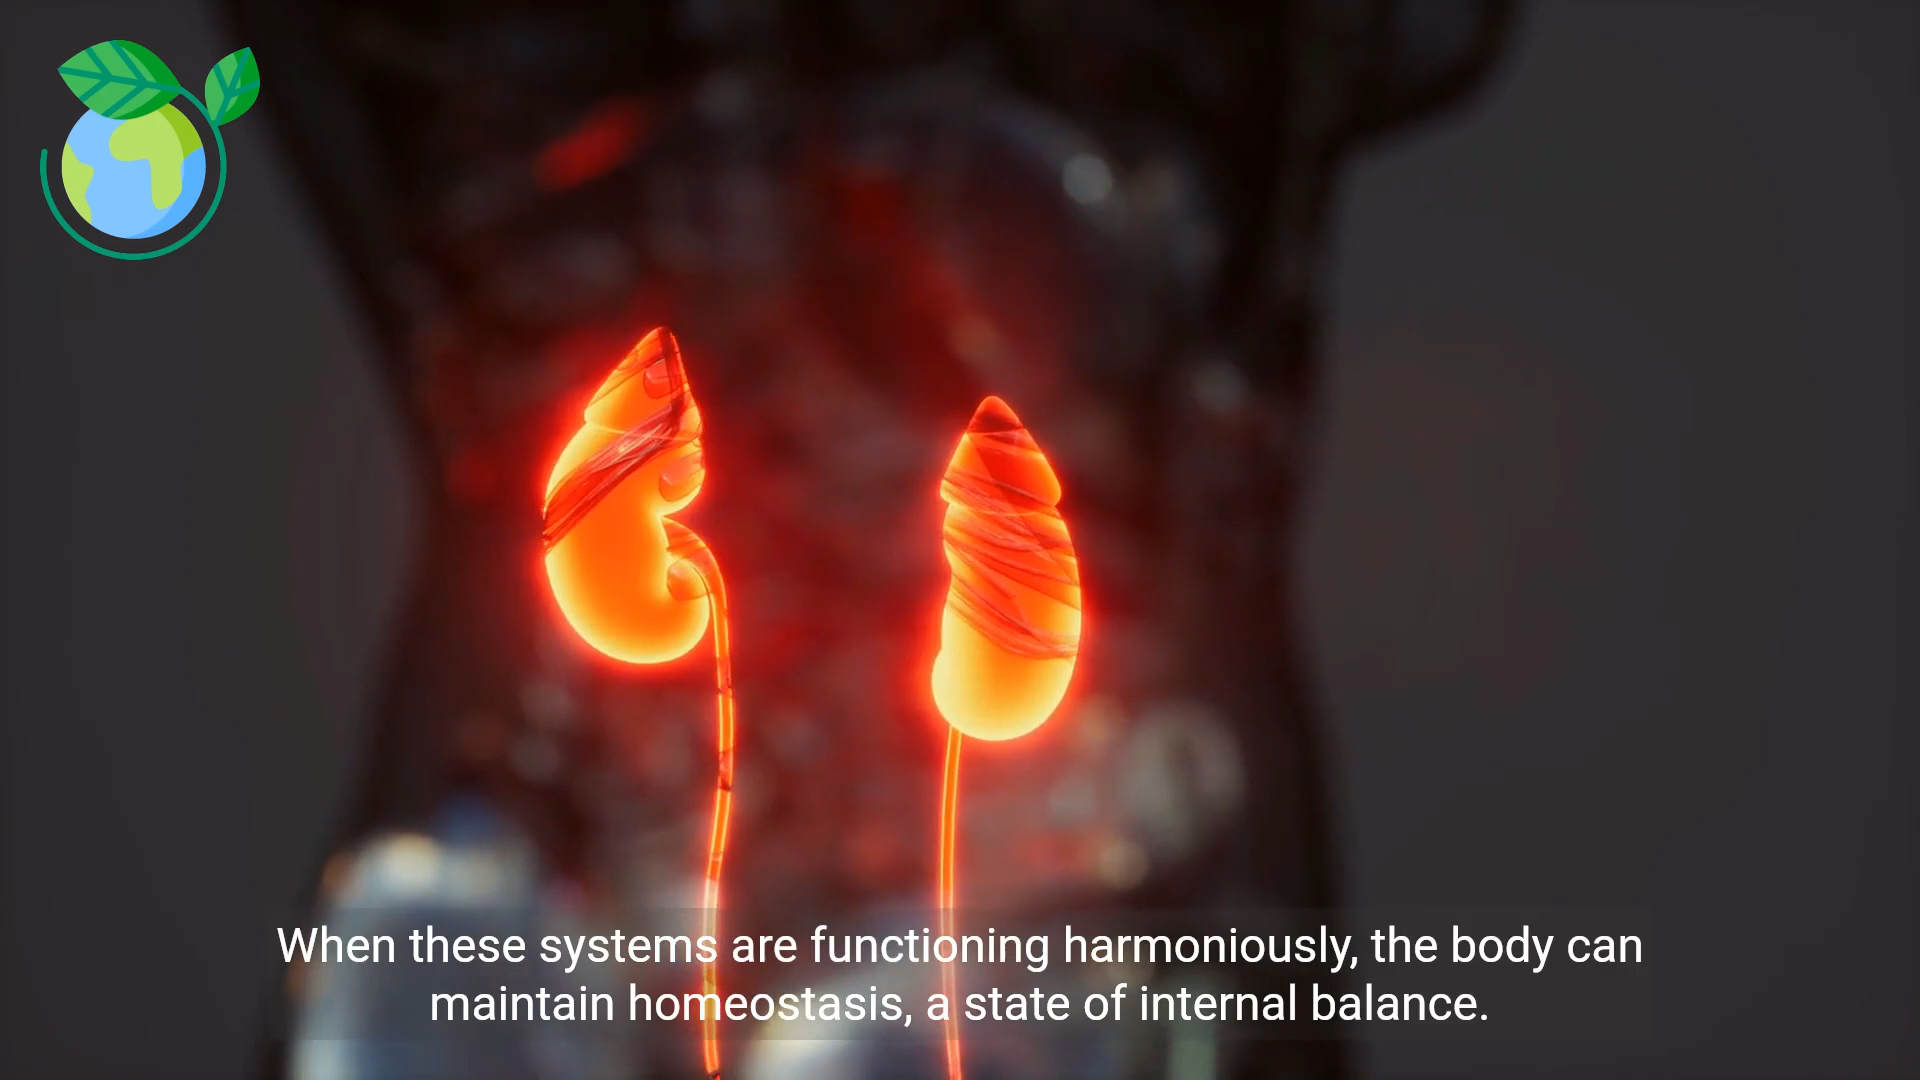 When these systems are functioning harmoniously, the body can
maintain homeostasis, a state of internal balance.